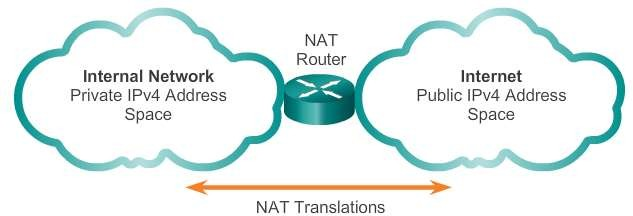 NAT
Router
Internal Network
Private IPv4 Address
Space
Internet
Public IPv4 Address
Space
NAT Translations